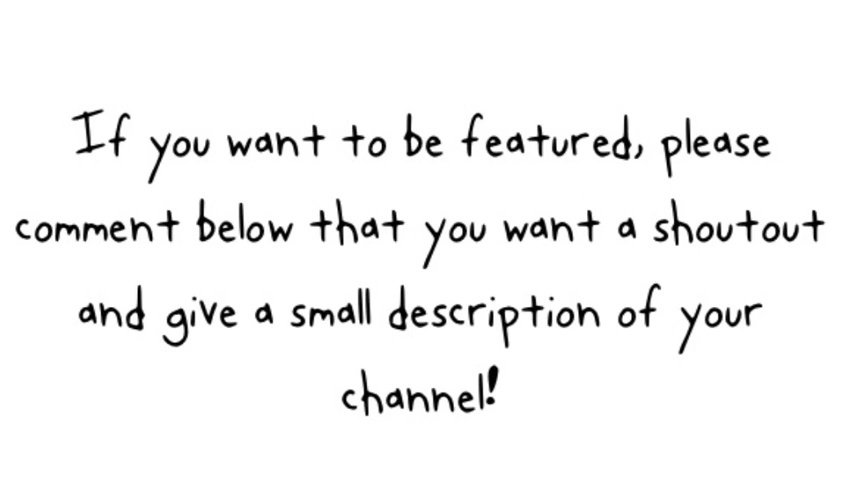 If you want to be featured, please
comment below that you want a shoutout
and give a small description of your
channel!